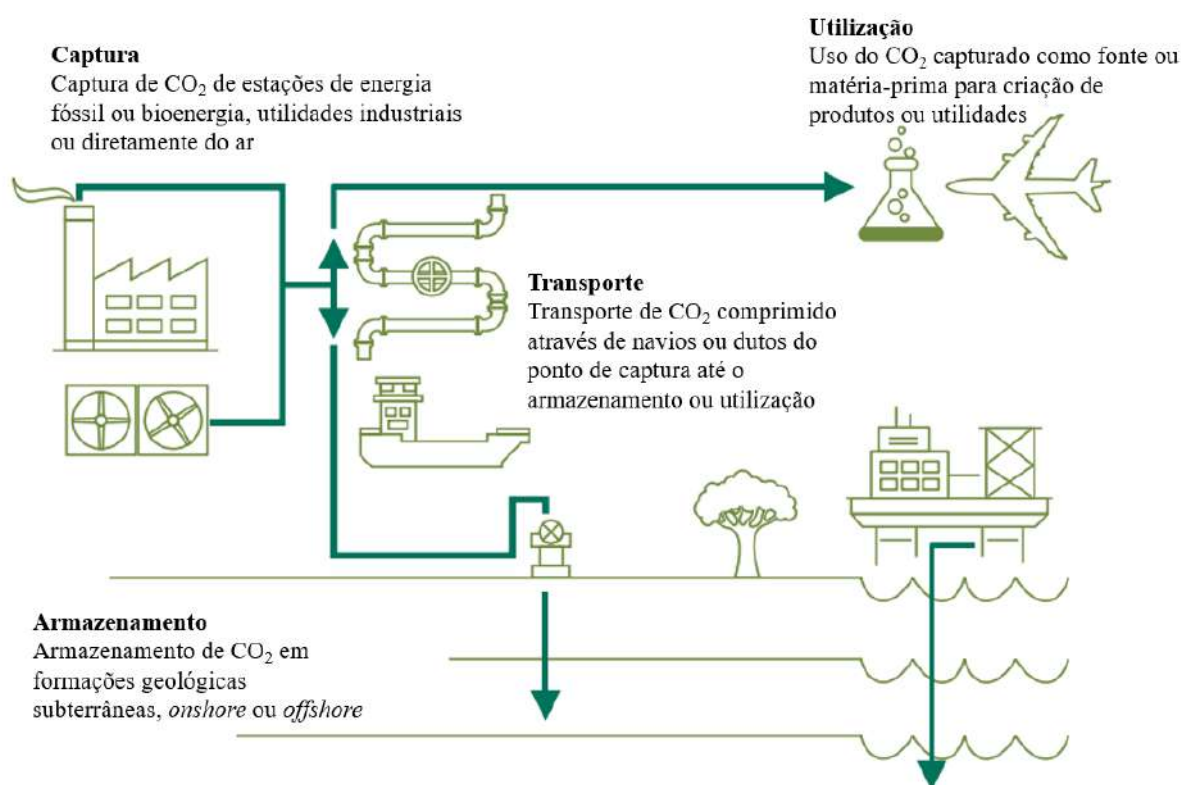 Captura
Captura de CO₂ de estações de energia
fóssil ou bioenergia, utilidades industriais
ou diretamente do ar
Utilização
Uso do CO₂ capturado como fonte ou
matéria-prima para criação de
produtos ou utilidades
Transporte
Transporte de CO₂ comprimido
através de navios ou dutos do
ponto de captura até o
armazenamento ou utilização
Armazenamento
Armazenamento de CO₂ em
formações geológicas
subterrâneas, onshore ou offshore